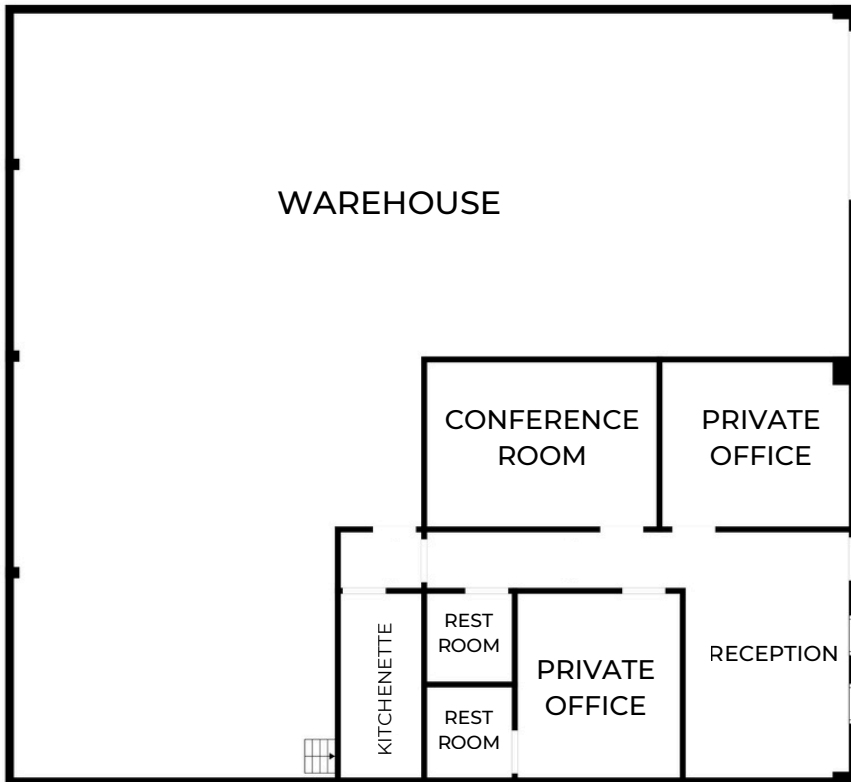 WAREHOUSE
CONFERENCE
ROOM
PRIVATE
OFFICE
KITCHENETTE
REST
ROOM
REST
ROOM
PRIVATE
OFFICE
RECEPTION